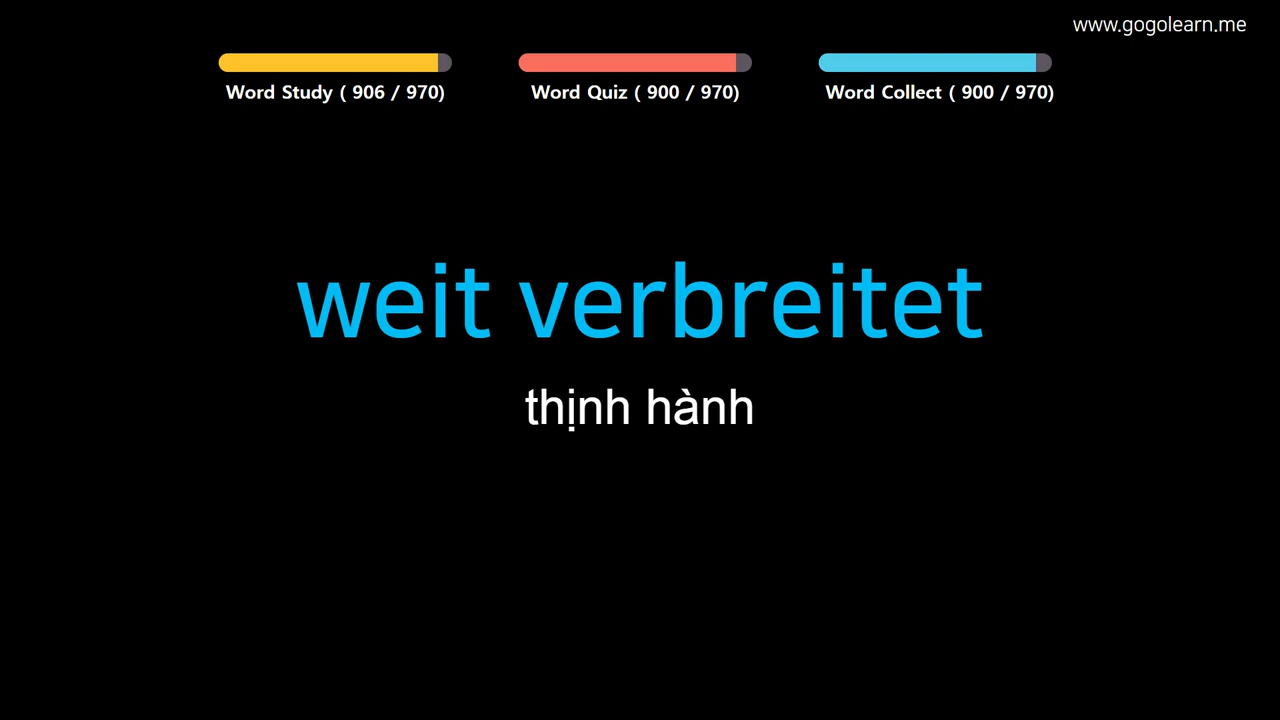 www.gogolearn.me
Word Study ( 906 / 970)
Word Quiz ( 900 / 970)
Word Collect ( 900 / 970)
weit verbreitet
thịnh hành